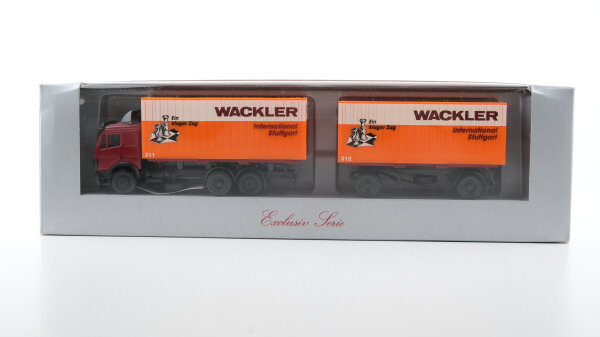 WACKLER
Ein
kluger Zug
International
Stuttgart
311
WACKLER
Ein
kluger Zug
International
Stuttgart
312
Exclusiv Serie